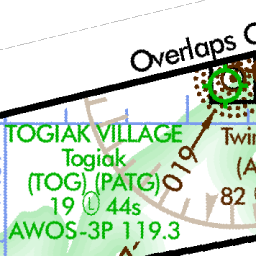 Overlaps
TOGIAK VILLAGE
Togiak
(TOG) (PATG)
19 L 44s
AWOS-3P 119.3
019
Twin
(A
82